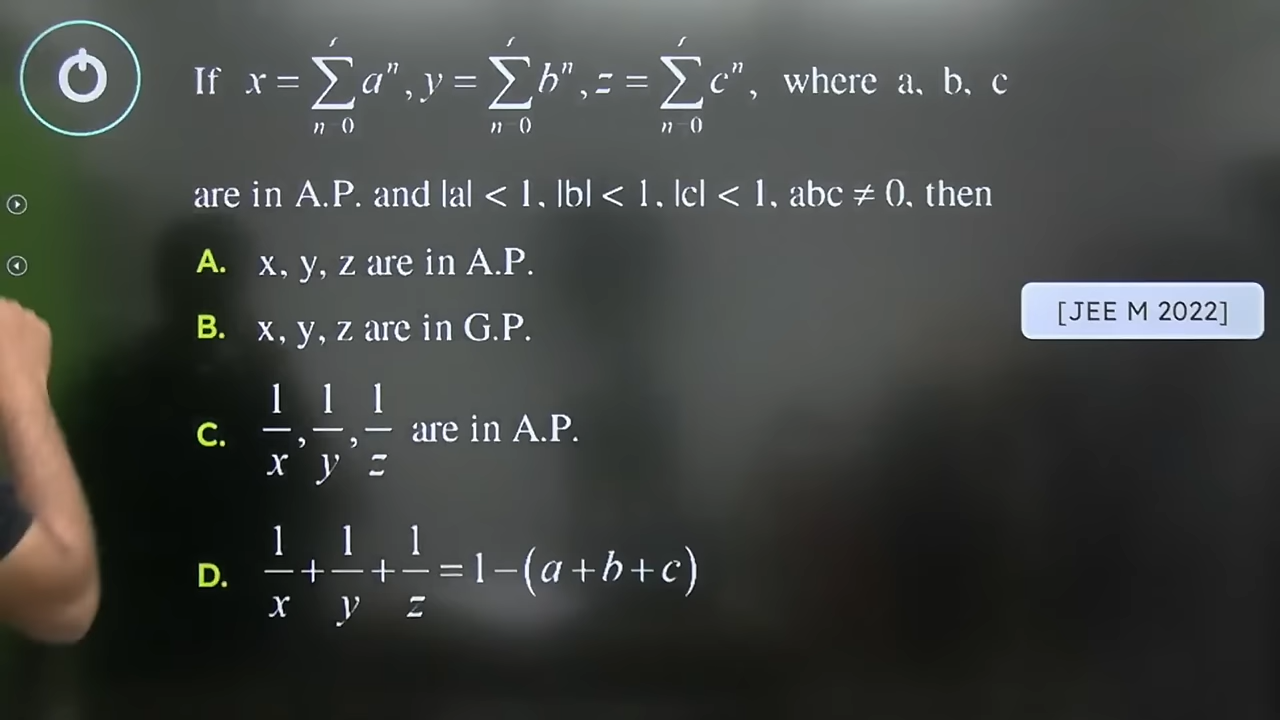 If x = ∑ a^n, y = ∑ b^n, z = ∑ c^n, where a, b, c
n=0 n=0 n=0
are in A.P. and |a| < 1, |b| < 1, |c| < 1, abc ≠ 0, then
A. x, y, z are in A.P.
[JEE M 2022]
B. x, y, z are in G.P.
C. 1/x, 1/y, 1/z are in A.P.
D. 1/x + 1/y + 1/z = 1 - (a + b + c)